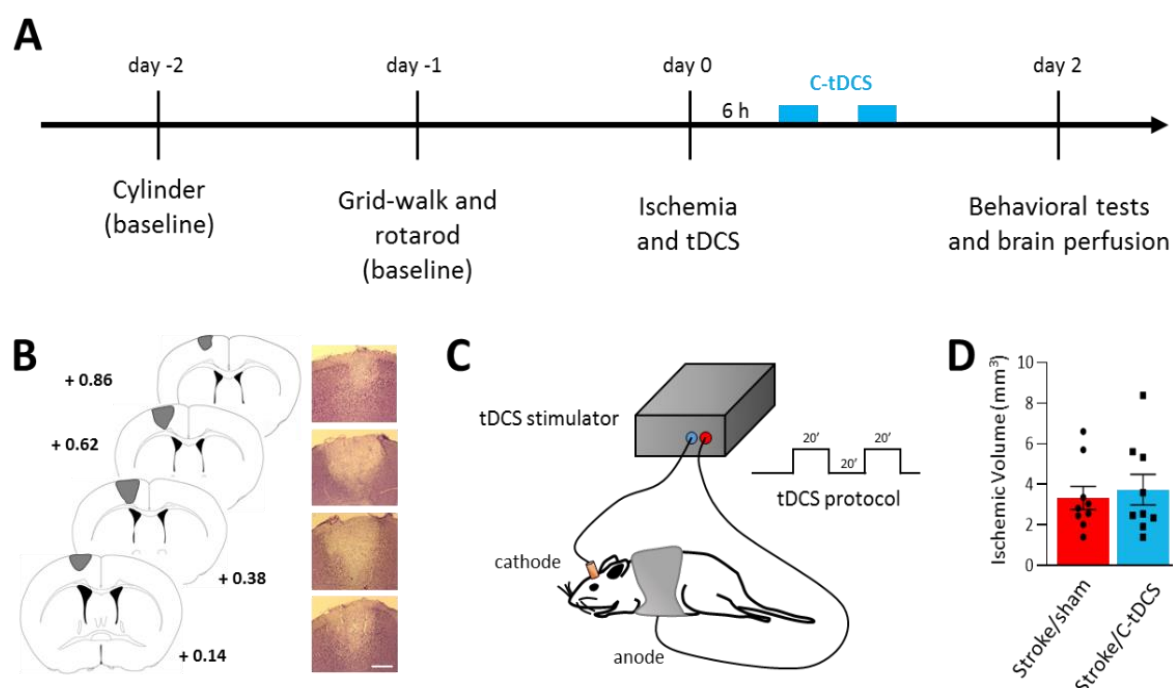 A
day -2
day -1
day 0
day 2
C-tDCS
6 h
Cylinder
(baseline)
Grid-walk and
rotarod
(baseline)
Ischemia
and tDCS
Behavioral tests
and brain perfusion
B
+ 0.86
+ 0.62
+ 0.38
+ 0.14
C
tDCS stimulator
20'
20'
20'
tDCS protocol
cathode
anode
D
Ischemic Volume (mm³)
10
8
6
4
2
0
Stroke/sham
Stroke/C-tDCS